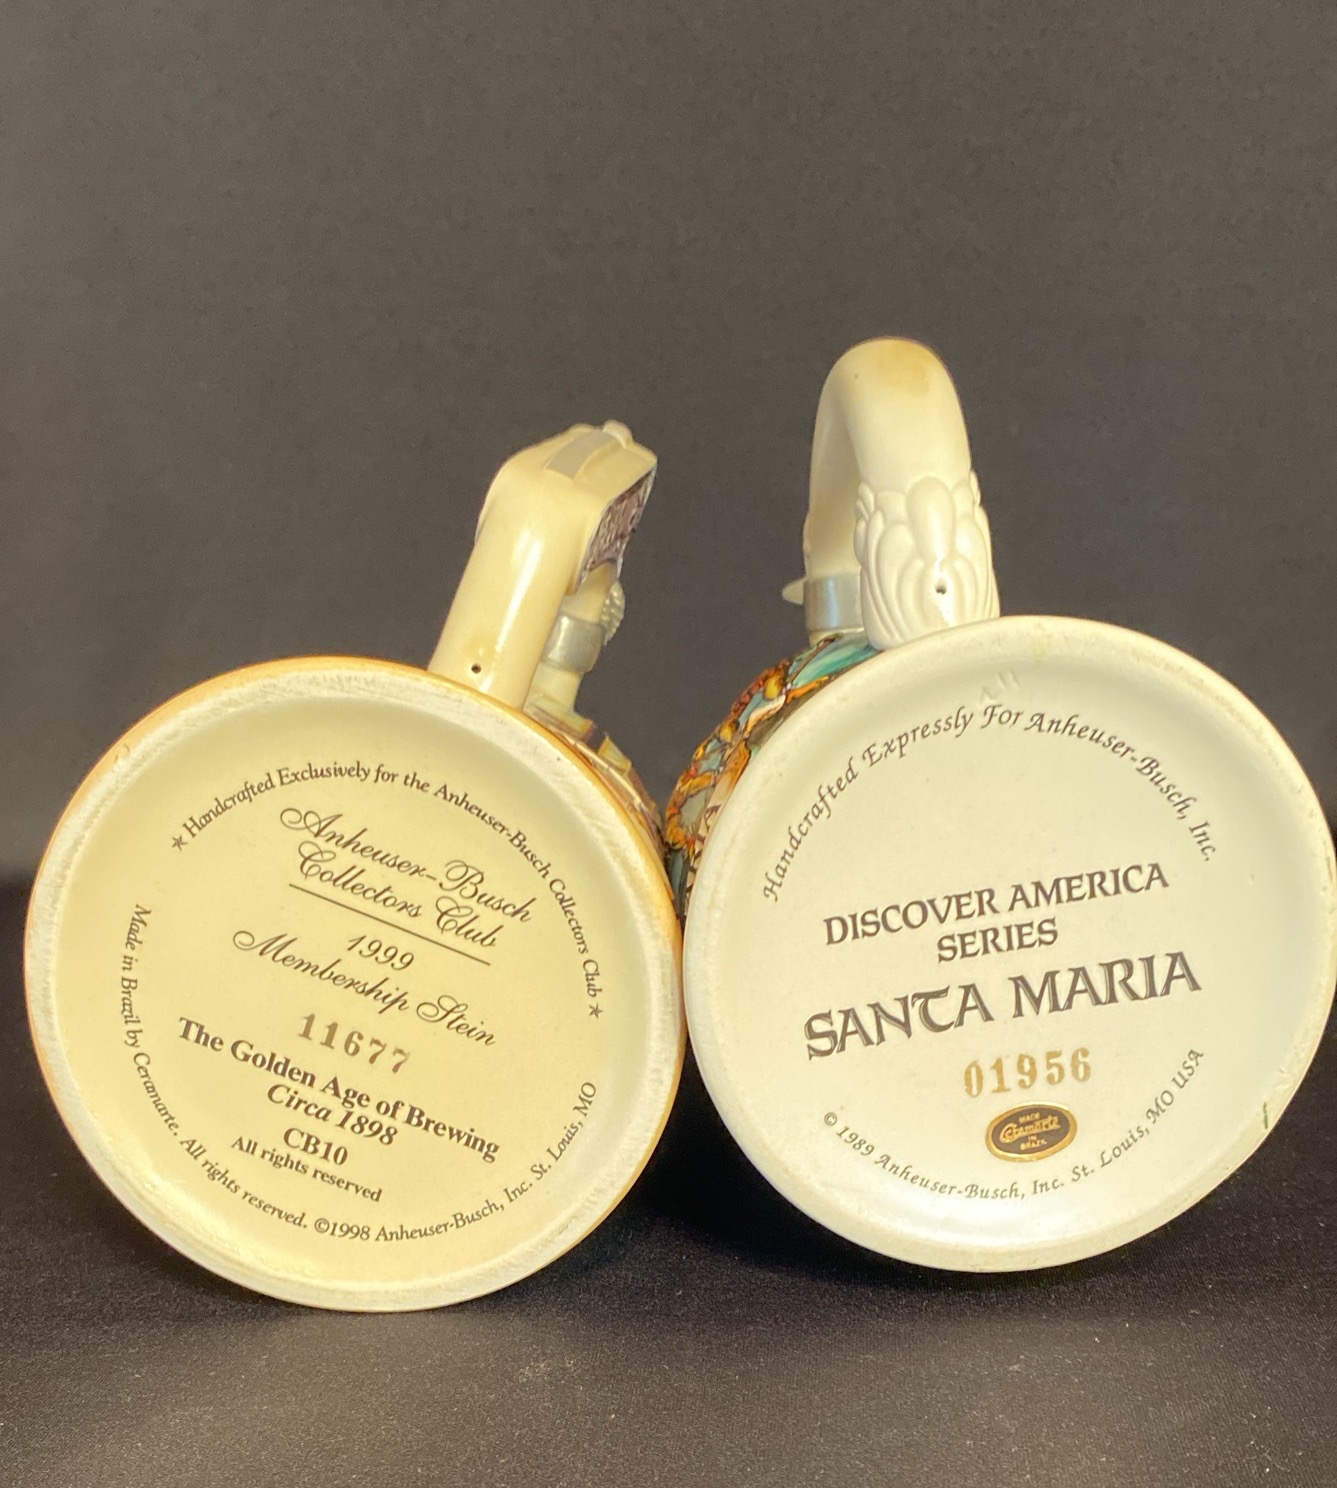 ★ Handcrafted Exclusively for the Anheuser-Busch Collectors Club ★
Anheuser-Busch
Collectors Club
1999
Membership Stein
11677
The Golden Age of Brewing
Circa 1898
CB10
All rights reserved
Made in Brazil by Ceramarte. All rights reserved. ©1998 Anheuser-Busch, Inc. St. Louis, MO
Handcrafted Expressly For Anheuser-Busch, Inc.
DISCOVER AMERICA
SERIES
SANTA MARIA
01956
MADE
Ceramarte
IN
BRAZIL
© 1989 Anheuser-Busch, Inc. St. Louis, MO USA